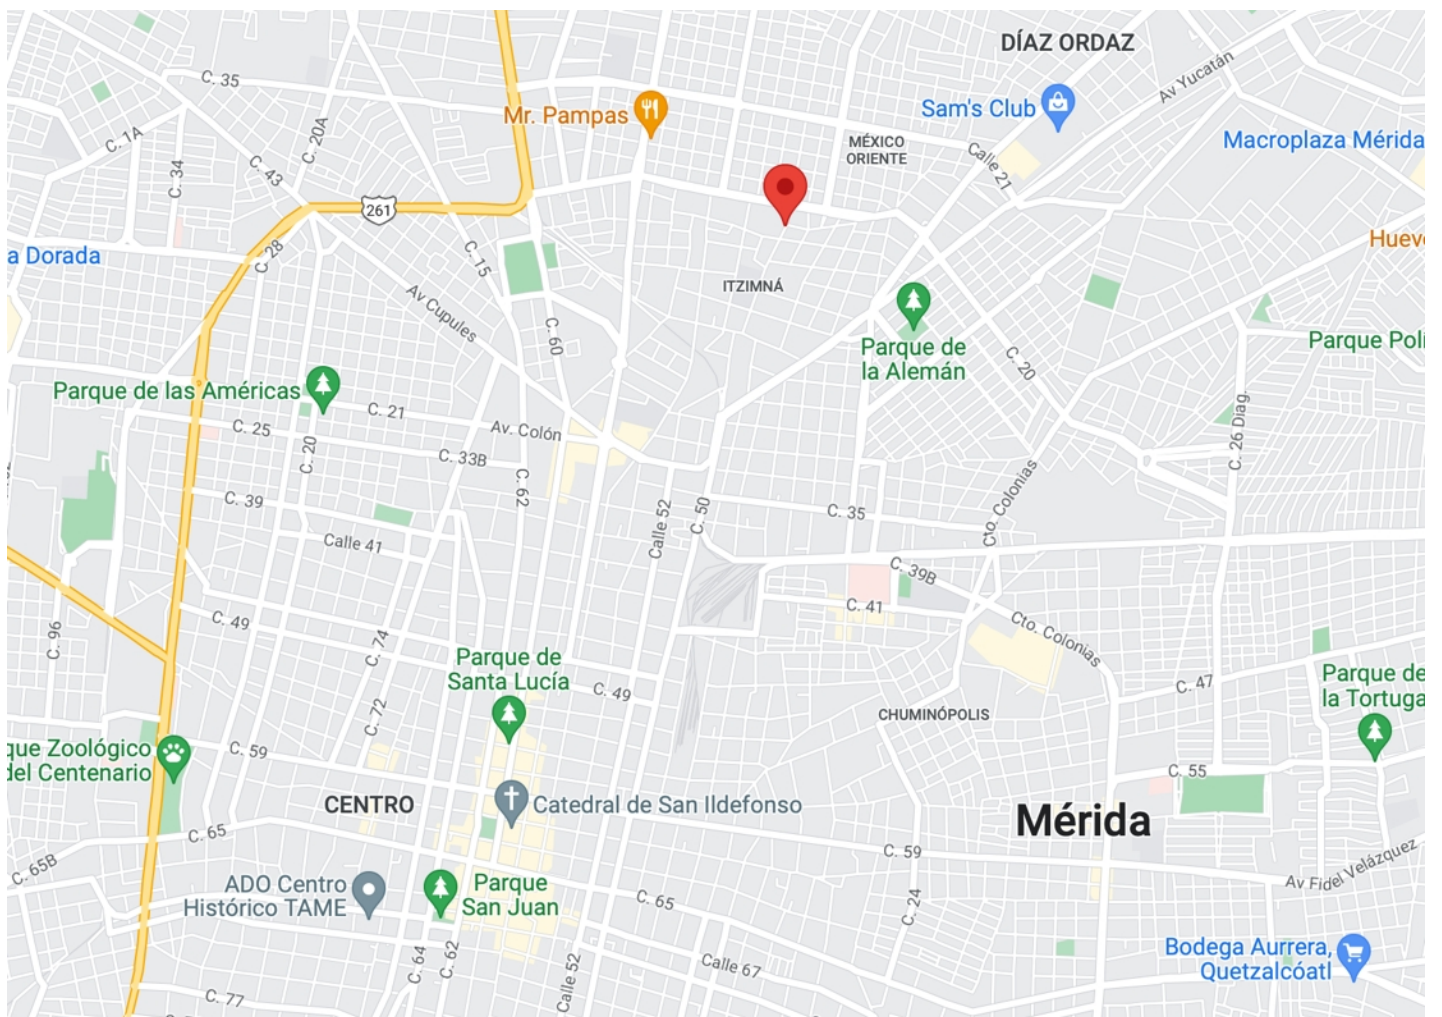 DÍAZ ORDAZ
Av Yucatán
C. 35
Sam's Club
Mr. Pampas
C. 20A
C. 1A
MÉXICO
ORIENTE
Macroplaza Mérida
Calle 21
C. 43
C. 34
261
a Dorada
C. 28
C. 15
Huev
ITZIMNÁ
Av Cupules
C. 60
Parque de
la Alemán
C. 20
Parque Polí
Parque de las Américas
C. 21
C. 25
Av. Colón
C. 26 Diag.
C. 20
C. 33B
C. 62
C. 39
Calle 52
C. 50
C. 35
Cto. Colonias
Calle 41
C. 39B
C. 41
C. 49
C. 96
Cto. Colonias
C. 74
Parque de
Santa Lucía
C. 49
C. 47
Parque de
la Tortuga
C. 72
CHUMINÓPOLIS
que Zoológico
del Centenario
C. 59
C. 55
CENTRO
Catedral de San Ildefonso
Mérida
C. 65
C. 59
C. 65B
Av Fidel Velázquez
ADO Centro
Histórico TAME
Parque
San Juan
C. 65
C. 24
Bodega Aurrera,
Quetzalcóatl
C. 64
C. 62
Calle 52
Calle 67
C. 77